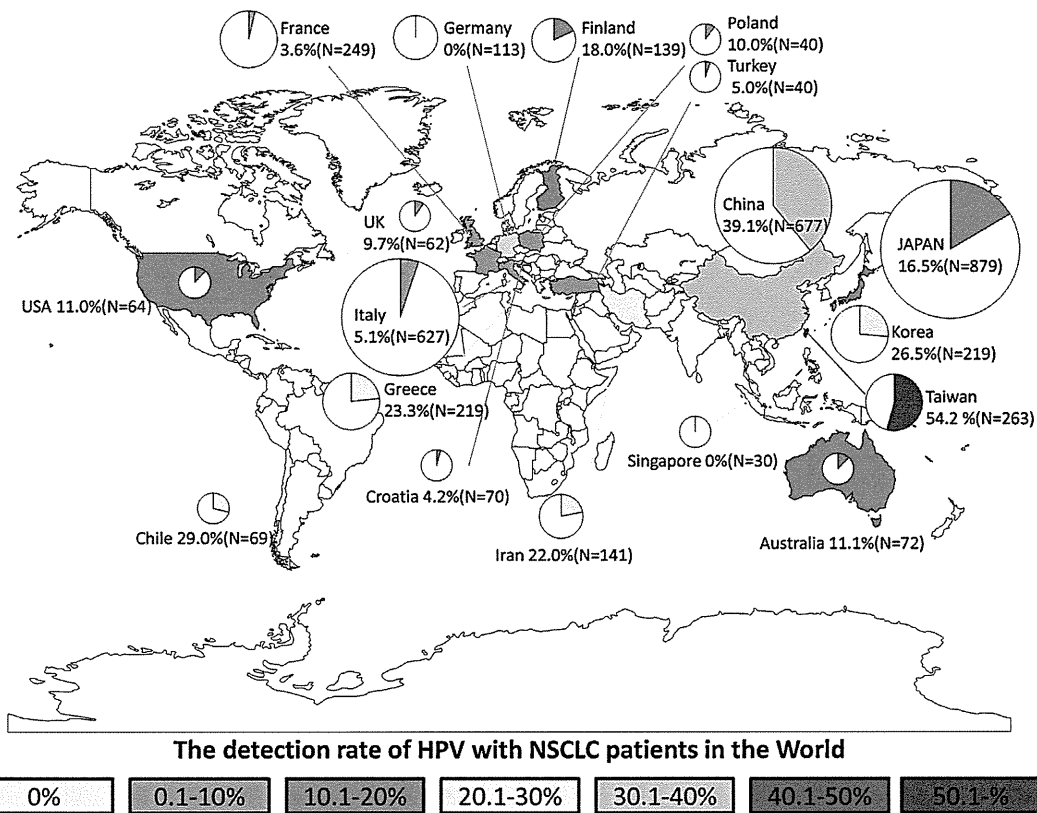 France
3.6%(N=249)
Germany
0%(N=113)
Finland
18.0%(N=139)
Poland
10.0%(N=40)
Turkey
5.0%(N=40)
UK
9.7%(N=62)
China
39.1%(N=677)
JAPAN
16.5%(N=879)
USA 11.0%(N=64)
Italy
5.1%(N=627)
Korea
26.5%(N=219)
Greece
23.3%(N=219)
Taiwan
54.2 %(N=263)
Singapore 0%(N=30)
Croatia 4.2%(N=70)
Chile 29.0%(N=69)
Iran 22.0%(N=141)
Australia 11.1%(N=72)
The detection rate of HPV with NSCLC patients in the World
0%
0.1-10%
10.1-20%
20.1-30%
30.1-40%
40.1-50%
50.1-%